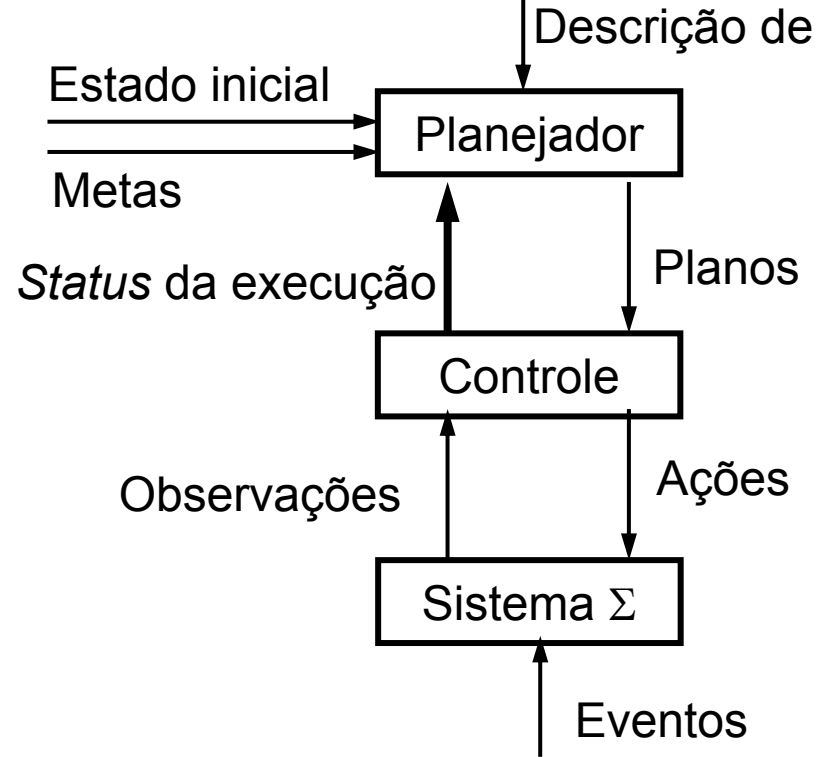 Descrição de
Estado inicial
Planejador
Metas
Status da execução
Planos
Controle
Observações
Ações
Sistema Σ
Eventos